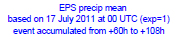 EPS precip mean
based on 17 July 2011 at 00 UTC (exp=1)
event accumulated from +60h to +108h